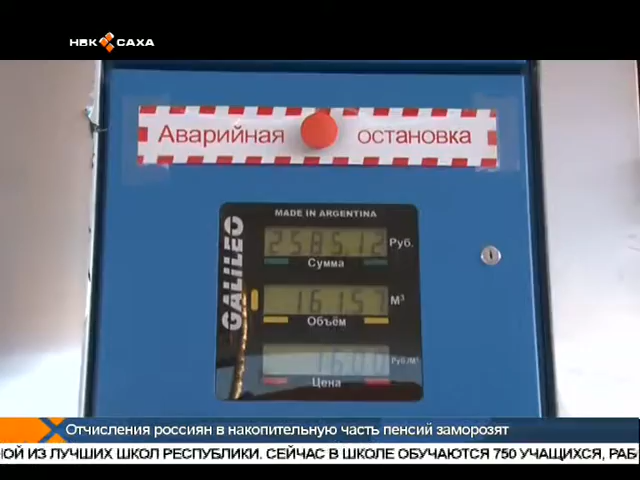 НВК САХА
Аварийная остановка
MADE IN ARGENTINA
GALILEO
258512 Руб.
Сумма
16157 М³
Объём
1600 Руб/М³
Цена
Отчисления россиян в накопительную часть пенсий заморозят
ОЙ ИЗ ЛУЧШИХ ШКОЛ РЕСПУБЛИКИ. СЕЙЧАС В ШКОЛЕ ОБУЧАЮТСЯ 750 УЧАЩИХСЯ, РАБ